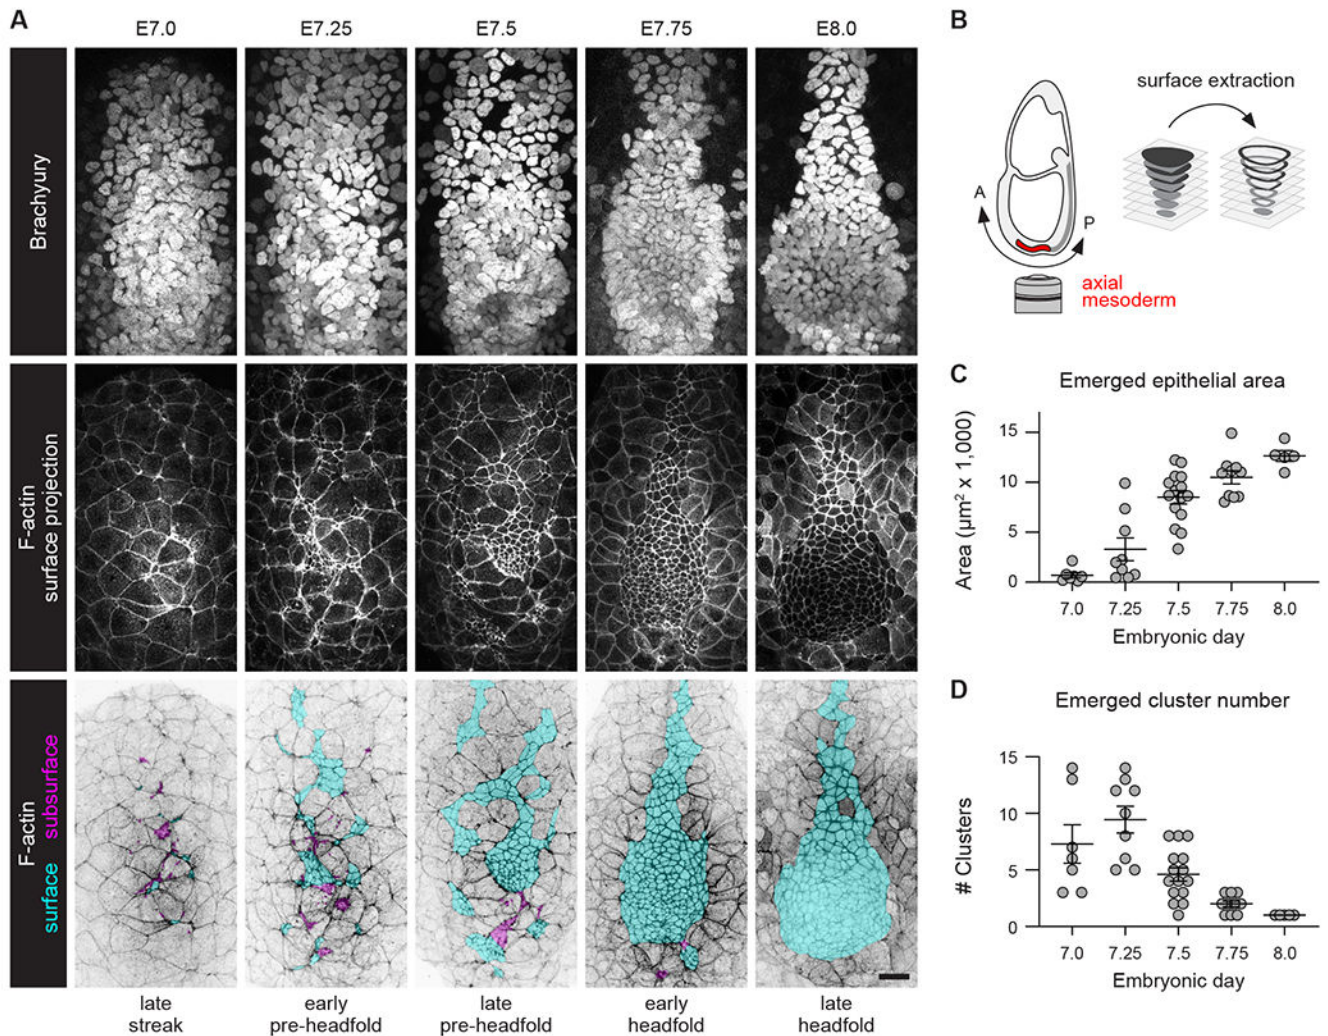 A
E7.0
E7.25
E7.5
E7.75
E8.0
Brachyury
F-actin
surface projection
F-actin
surface subsurface
late
streak
early
pre-headfold
late
pre-headfold
early
headfold
late
headfold
B
surface extraction
A
P
axial
mesoderm
C
Emerged epithelial area
Area (µm² x 1,000)
15
10
5
0
7.0
7.25
7.5
7.75
8.0
Embryonic day
D
Emerged cluster number
# Clusters
15
10
5
0
7.0
7.25
7.5
7.75
8.0
Embryonic day